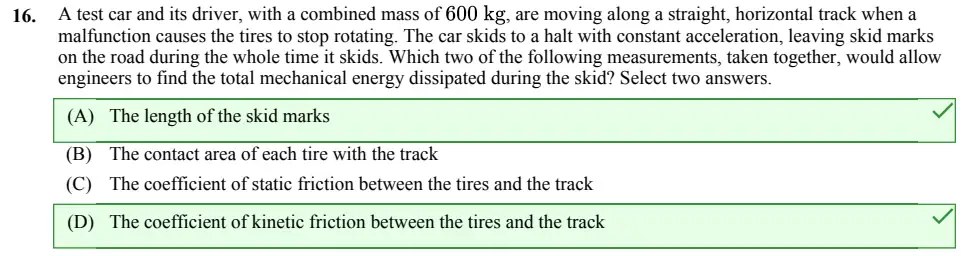 16. A test car and its driver, with a combined mass of 600 kg, are moving along a straight, horizontal track when a
malfunction causes the tires to stop rotating. The car skids to a halt with constant acceleration, leaving skid marks
on the road during the whole time it skids. Which two of the following measurements, taken together, would allow
engineers to find the total mechanical energy dissipated during the skid? Select two answers.
(A) The length of the skid marks
(B) The contact area of each tire with the track
(C) The coefficient of static friction between the tires and the track
(D) The coefficient of kinetic friction between the tires and the track